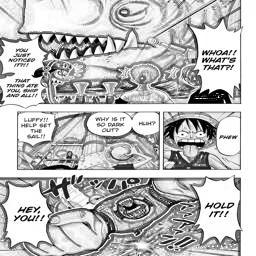 WHOA!!
WHAT'S
THAT?!
YOU
JUST
NOTICED
IT?!!
THAT
THING ATE
YOU, SHIP
AND ALL!!
PHEW
HUH?
WHY IS IT
SO DARK
OUT?
LUFFY!!
HELP SET
THE
SAIL!!
HOLD
IT!!
HEY,
YOU!!